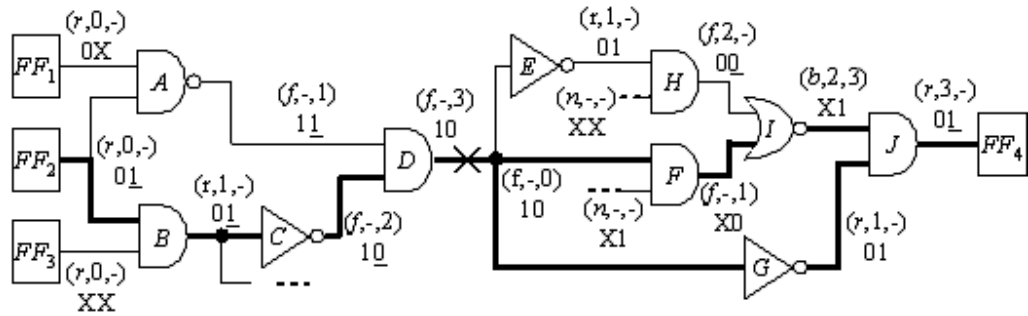 (r,0,-)
0X
FF1
A
(f,-,1)
11
FF2
(r,0,-)
01
B
(r,1,-)
01
C
(f,-,2)
10
FF3
(r,0,-)
XX
D
(f,-,3)
10
E
(r,1,-)
01
(n,-,-)
XX
H
(f,2,-)
00
(f,-,0)
10
(n,-,-)
X1
F
(f,-,1)
X0
I
(b,2,3)
X1
G
(r,1,-)
01
J
(r,3,-)
01
FF4